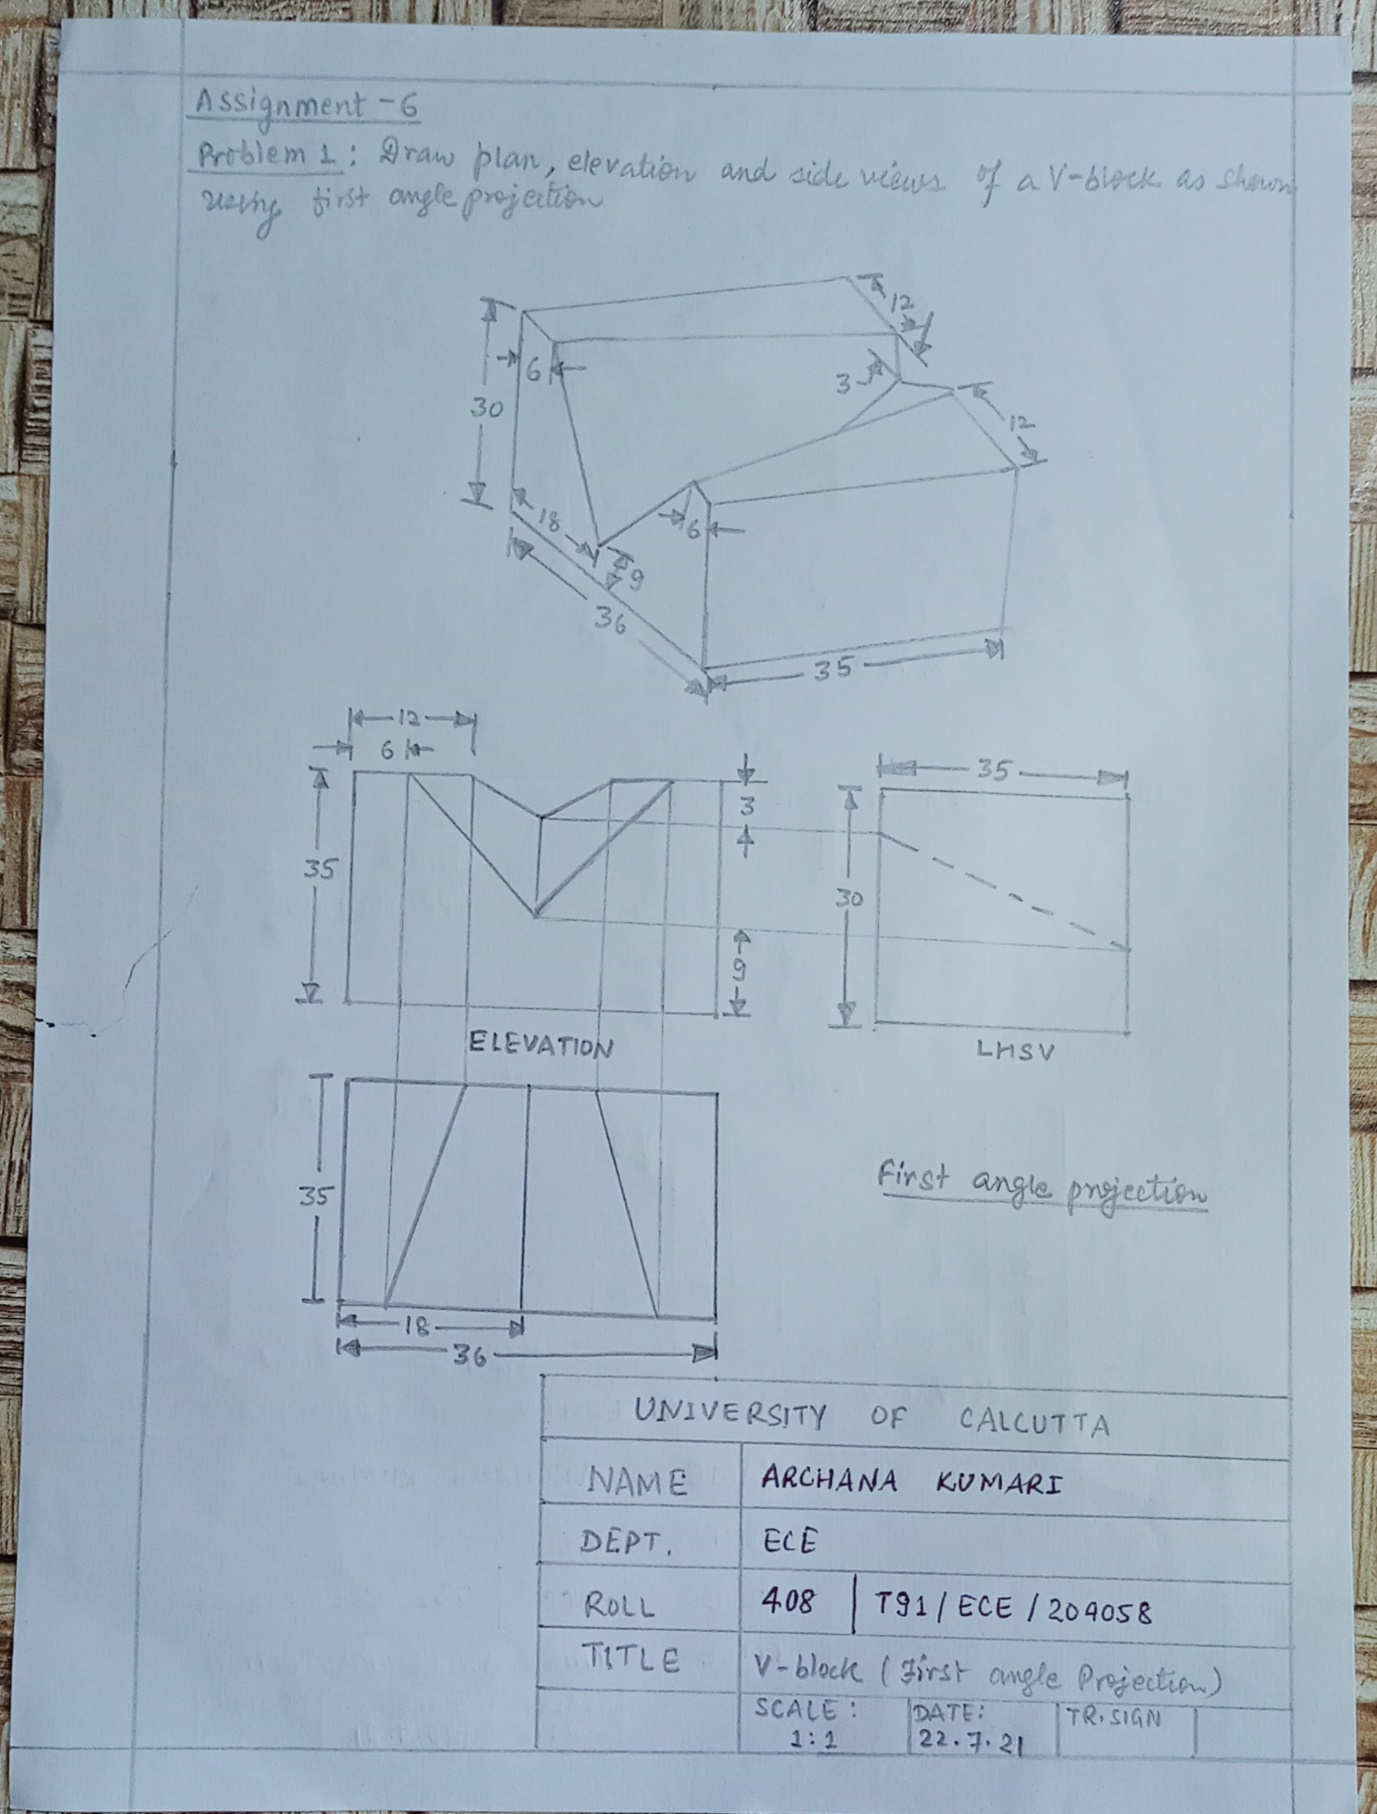 Assignment - 6
Problem 1 : Draw plan, elevation and side views of a V-block as shown
using first angle projection
12
6
3
30
12
18
6
9
36
35
12
6
35
3
35
30
9
ELEVATION
LHSV
35
First angle projection
18
36
UNIVERSITY OF CALCUTTA
NAME ARCHANA KUMARI
DEPT. ECE
ROLL 408 | T91/ECE/204058
TITLE V-block (First angle Projection)
SCALE : DATE: TR. SIGN
1:1 22.7.21